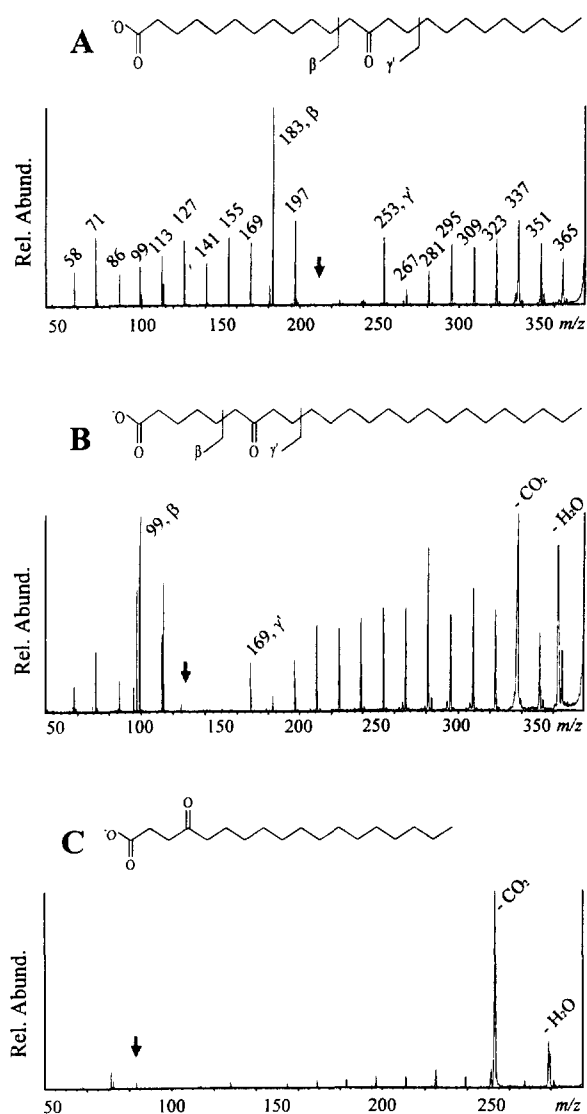 A
-O
O
O
β
γ'
Rel. Abund.
58
71
86
99
113
127
141
155
169
183, β
197
253, γ'
267
281
295
309
323
337
351
365
50 100 150 200 250 300 350 m/z
B
-O
O
β
O
γ'
Rel. Abund.
99, β
169, γ'
- CO₂
- H₂O
50 100 150 200 250 300 350 m/z
C
O
-O
O
Rel. Abund.
- CO₂
- H₂O
50 100 150 200 250 m/z